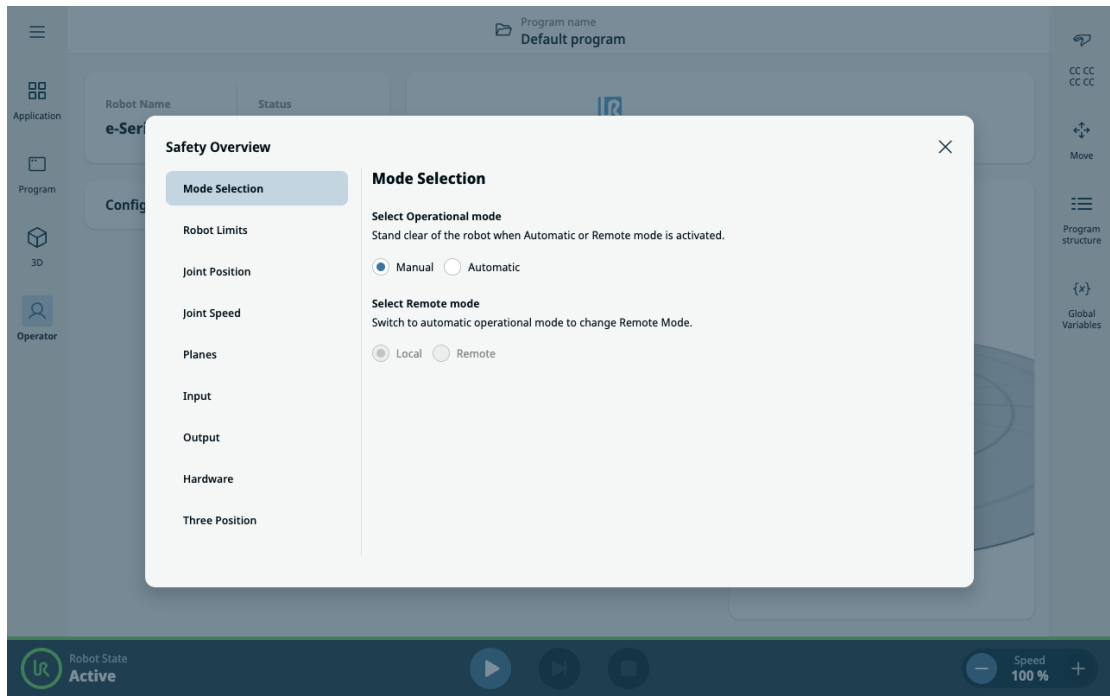 Program name
Default program
Application
Program
3D
Operator
Robot Name
Status
e-Seri
Config
Safety Overview
Mode Selection
Robot Limits
Joint Position
Joint Speed
Planes
Input
Output
Hardware
Three Position
Mode Selection
Select Operational mode
Stand clear of the robot when Automatic or Remote mode is activated.
Manual Automatic
Select Remote mode
Switch to automatic operational mode to change Remote Mode.
Local Remote
CC CC
CC CC
Move
Program
structure
{x}
Global
Variables
Robot State
Active
Speed
100 %